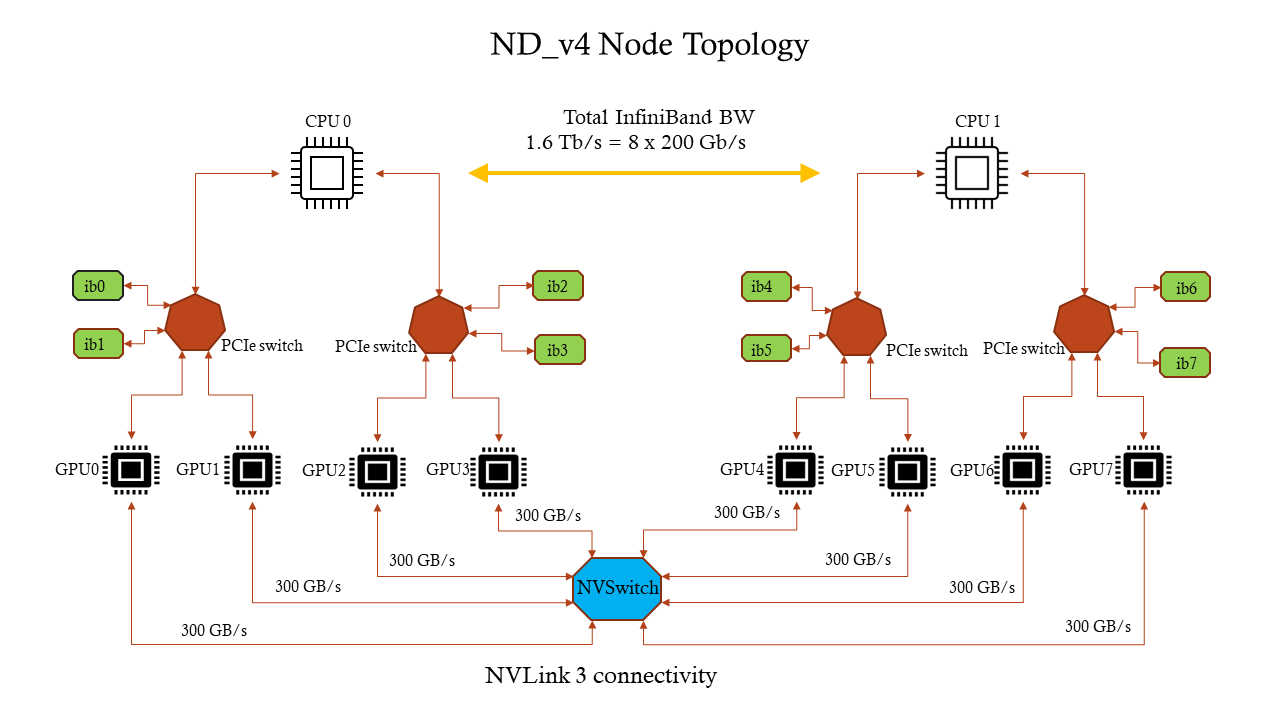 ND_v4 Node Topology
CPU 0
Total InfiniBand BW
1.6 Tb/s = 8 x 200 Gb/s
CPU 1
ib0
ib1
PCIe switch
ib2
ib3
PCIe switch
ib4
ib5
PCIe switch
ib6
ib7
PCIe switch
GPU0
GPU1
GPU2
GPU3
GPU4
GPU5
GPU6
GPU7
300 GB/s
300 GB/s
300 GB/s
300 GB/s
300 GB/s
300 GB/s
NVSwitch
300 GB/s
300 GB/s
NVLink 3 connectivity